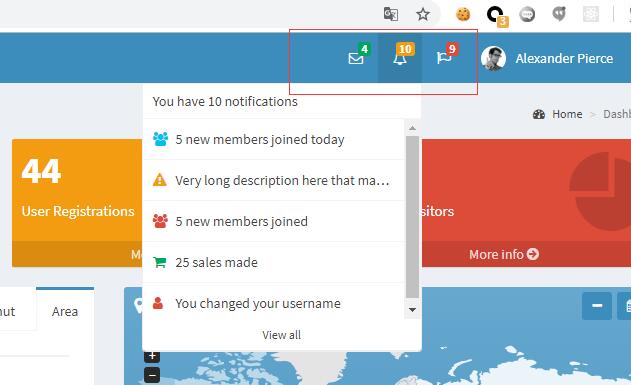 3
4
10
9
Alexander Pierce
You have 10 notifications
Home > Dashb
5 new members joined today
44
Very long description here that ma...
User Registrations
sitors
5 new members joined
Mo
More info
25 sales made
You changed your username
nut
Area
View all
+
−
−